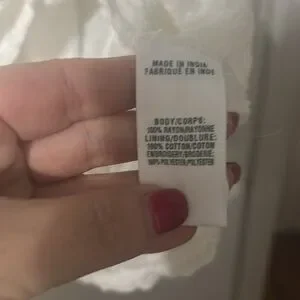 MADE IN INDIA
FABRIQUÉ EN INDE
BODY/CORPS:
100% RAYON/RAYONNE
LINING/DOUBLURE:
100% COTTON/COTON
EMBROIDERY/BRODERIE:
100% POLYESTER/POLYESTER